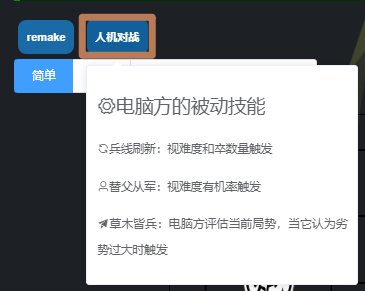 remake
人机对战
简单
电脑方的被动技能
兵线刷新：视难度和卒数量触发
替父从军：视难度有机率触发
草木皆兵：电脑方评估当前局势，当它认为劣
势过大时触发